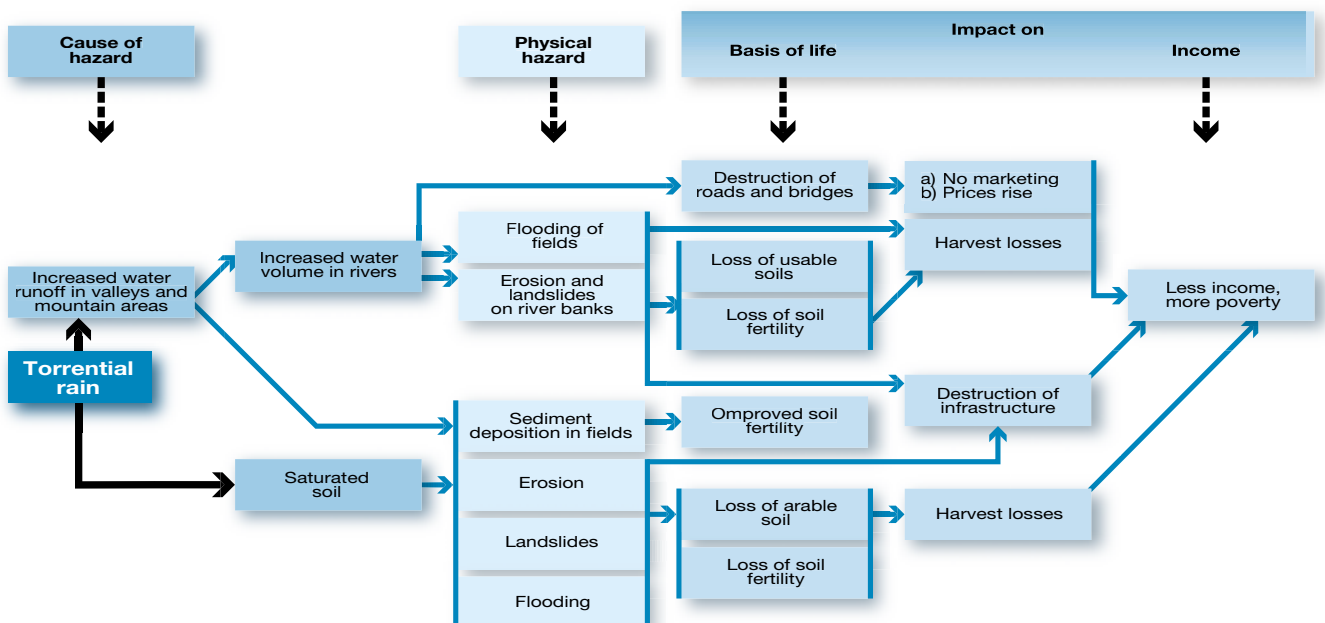 Cause of
hazard
Physical
hazard
Impact on
Basis of life
Income
Destruction of
roads and bridges
a) No marketing
b) Prices rise
Flooding of
fields
Harvest losses
Increased water
volume in rivers
Loss of usable
soils
Increased water
runoff in valleys and
mountain areas
Erosion and
landslides
on river banks
Loss of soil
fertility
Less income,
more poverty
Torrential
rain
Destruction of
infrastructure
Sediment
deposition in fields
Omproved soil
fertility
Saturated
soil
Erosion
Loss of arable
soil
Harvest losses
Landslides
Loss of soil
fertility
Flooding